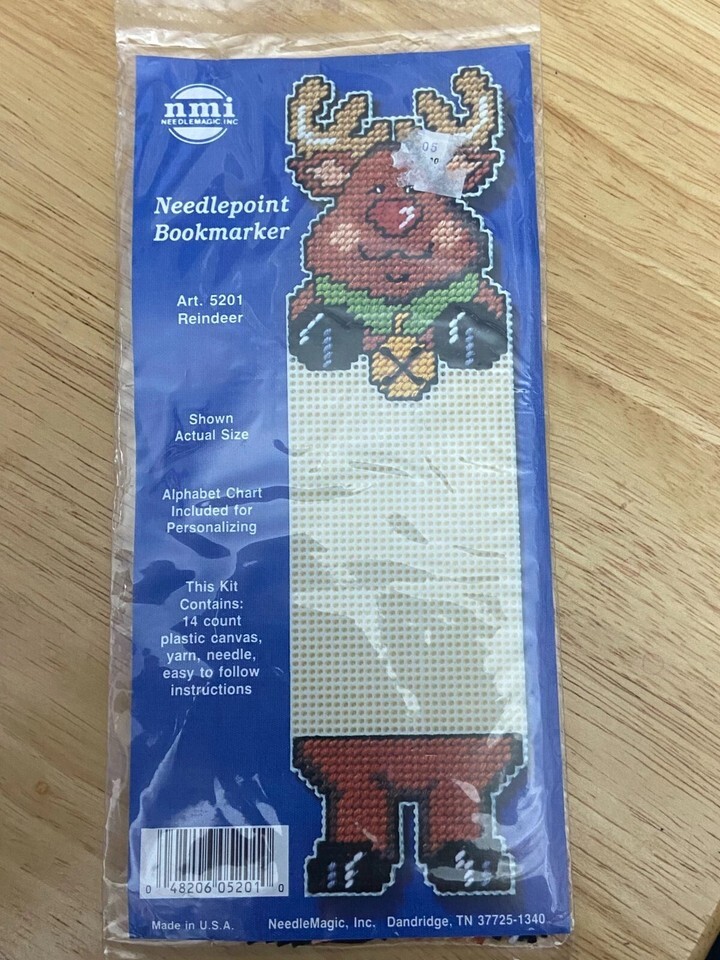 nmi
NEEDLEMAGIC, INC
Needlepoint
Bookmarker
Art. 5201
Reindeer
Shown
Actual Size
Alphabet Chart
Included for
Personalizing
This Kit
Contains:
14 count
plastic canvas,
yarn, needle,
easy to follow
instructions
05
0 48206 05201 0
Made in U.S.A.
NeedleMagic, Inc. Dandridge, TN 37725-1340